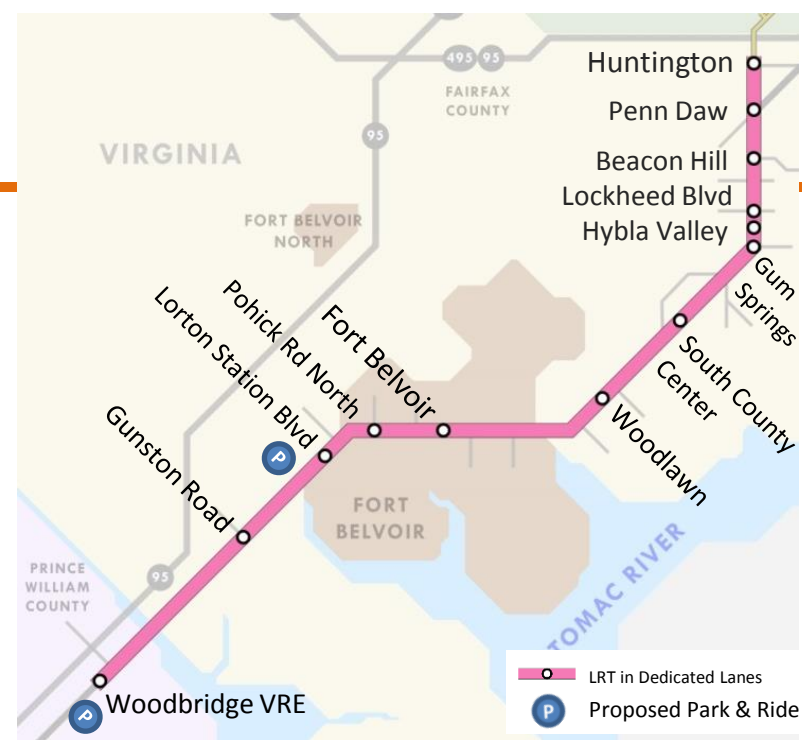 495 95
Huntington
FAIRFAX
COUNTY
Penn Daw
95
VIRGINIA
Beacon Hill
Lockheed Blvd
FORT BELVOIR
NORTH
Hybla Valley
Gum
Springs
Pohick Rd North
Fort Belvoir
Lorton Station Blvd
South County
Center
Woodlawn
Gunston Road
P
FORT
BELVOIR
PRINCE
WILLIAM
COUNTY
95
TOMAC RIVER
Woodbridge VRE
P
LRT in Dedicated Lanes
P Proposed Park & Ride